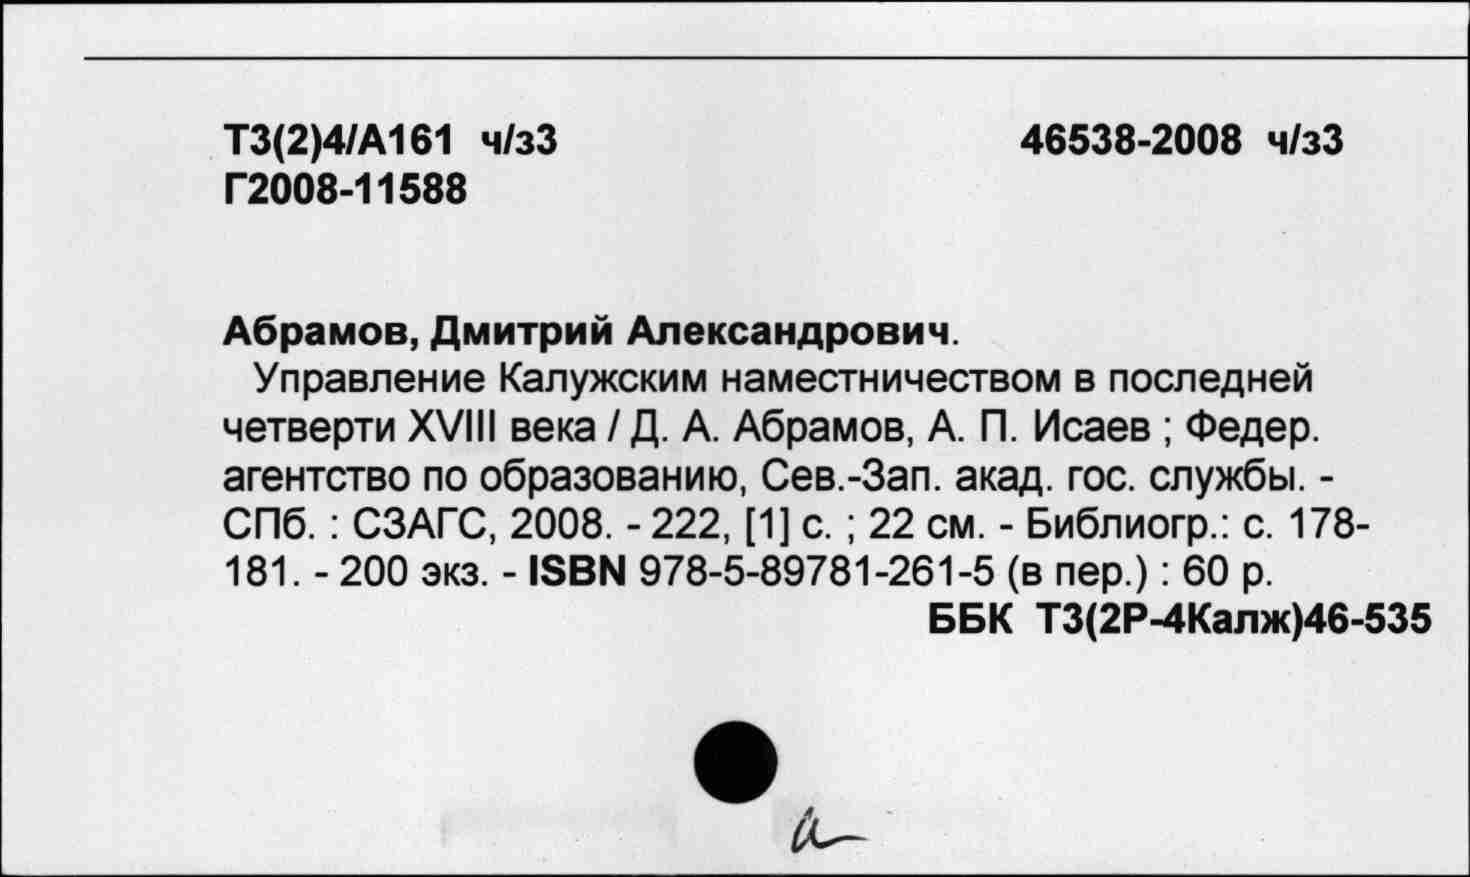 Т3(2)4/А161 ч/з3 46538-2008 ч/з3
Г2008-11588
Абрамов, Дмитрий Александрович.
Управление Калужским наместничеством в последней
четверти XVIII века / Д. А. Абрамов, А. П. Исаев ; Федер.
агентство по образованию, Сев.-Зап. акад. гос. службы. -
СПб. : СЗАГС, 2008. - 222, [1] с. ; 22 см. - Библиогр.: с. 178-
181. - 200 экз. - ISBN 978-5-89781-261-5 (в пер.) : 60 р.
ББК Т3(2Р-4Калж)46-535